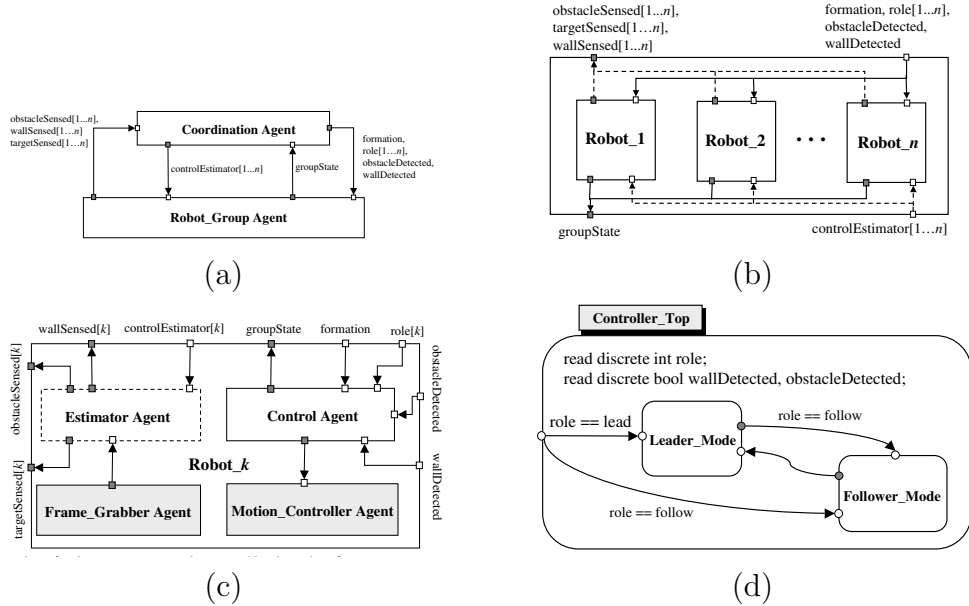 obstacleSensed[1...n],
wallSensed[1…n]
targetSensed[1…n]
Coordination Agent
controlEstimator[1...n]
groupState
formation,
role[1...n],
obstacleDetected,
wallDetected
Robot_Group Agent
(a)
obstacleSensed[1...n],
targetSensed[1…n],
wallSensed[1...n]
formation, role[1...n],
obstacleDetected,
wallDetected
Robot_1
Robot_2
Robot_n
groupState
controlEstimator[1…n]
(b)
wallSensed[k]
controlEstimator[k]
groupState
formation
role[k]
obstacleSensed[k]
obstacleDetected
Estimator Agent
Control Agent
Robot_k
targetSensed[k]
wallDetected
Frame_Grabber Agent
Motion_Controller Agent
(c)
Controller_Top
read discrete int role;
read discrete bool wallDetected, obstacleDetected;
role == lead
Leader_Mode
role == follow
Follower_Mode
role == follow
(d)